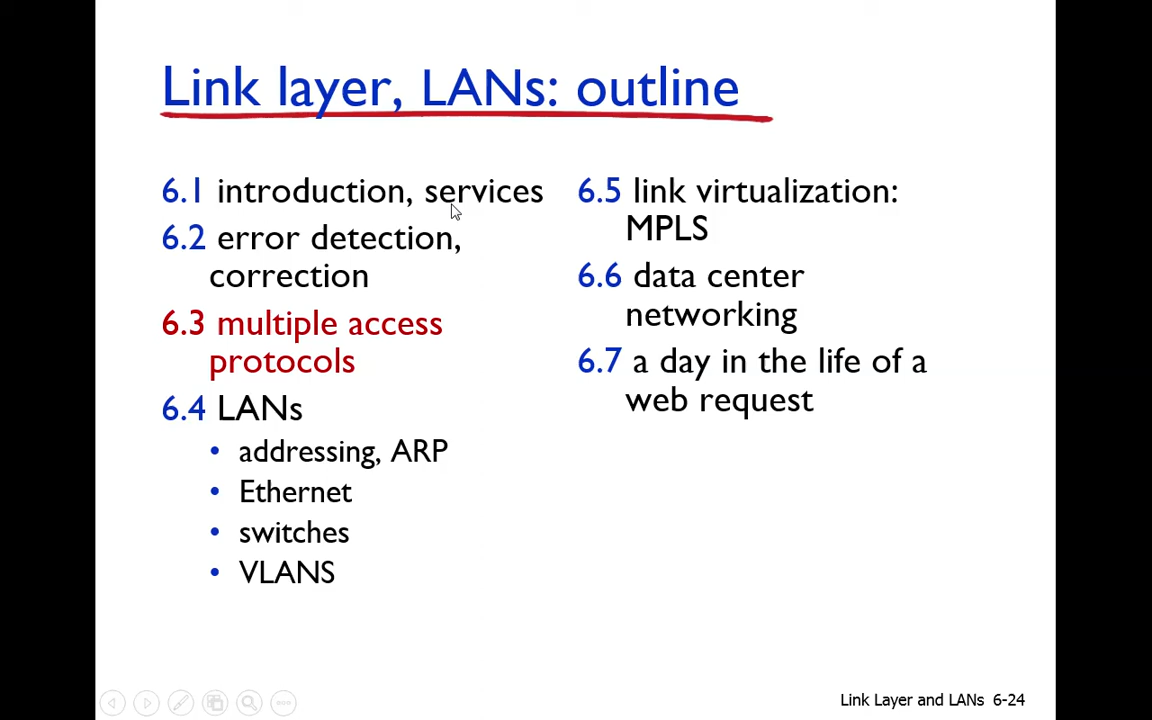 Link layer, LANs: outline
6.1 introduction, services
6.2 error detection,
correction
6.3 multiple access
protocols
6.4 LANs
• addressing, ARP
• Ethernet
• switches
• VLANS
6.5 link virtualization:
MPLS
6.6 data center
networking
6.7 a day in the life of a
web request
Link Layer and LANs 6-24